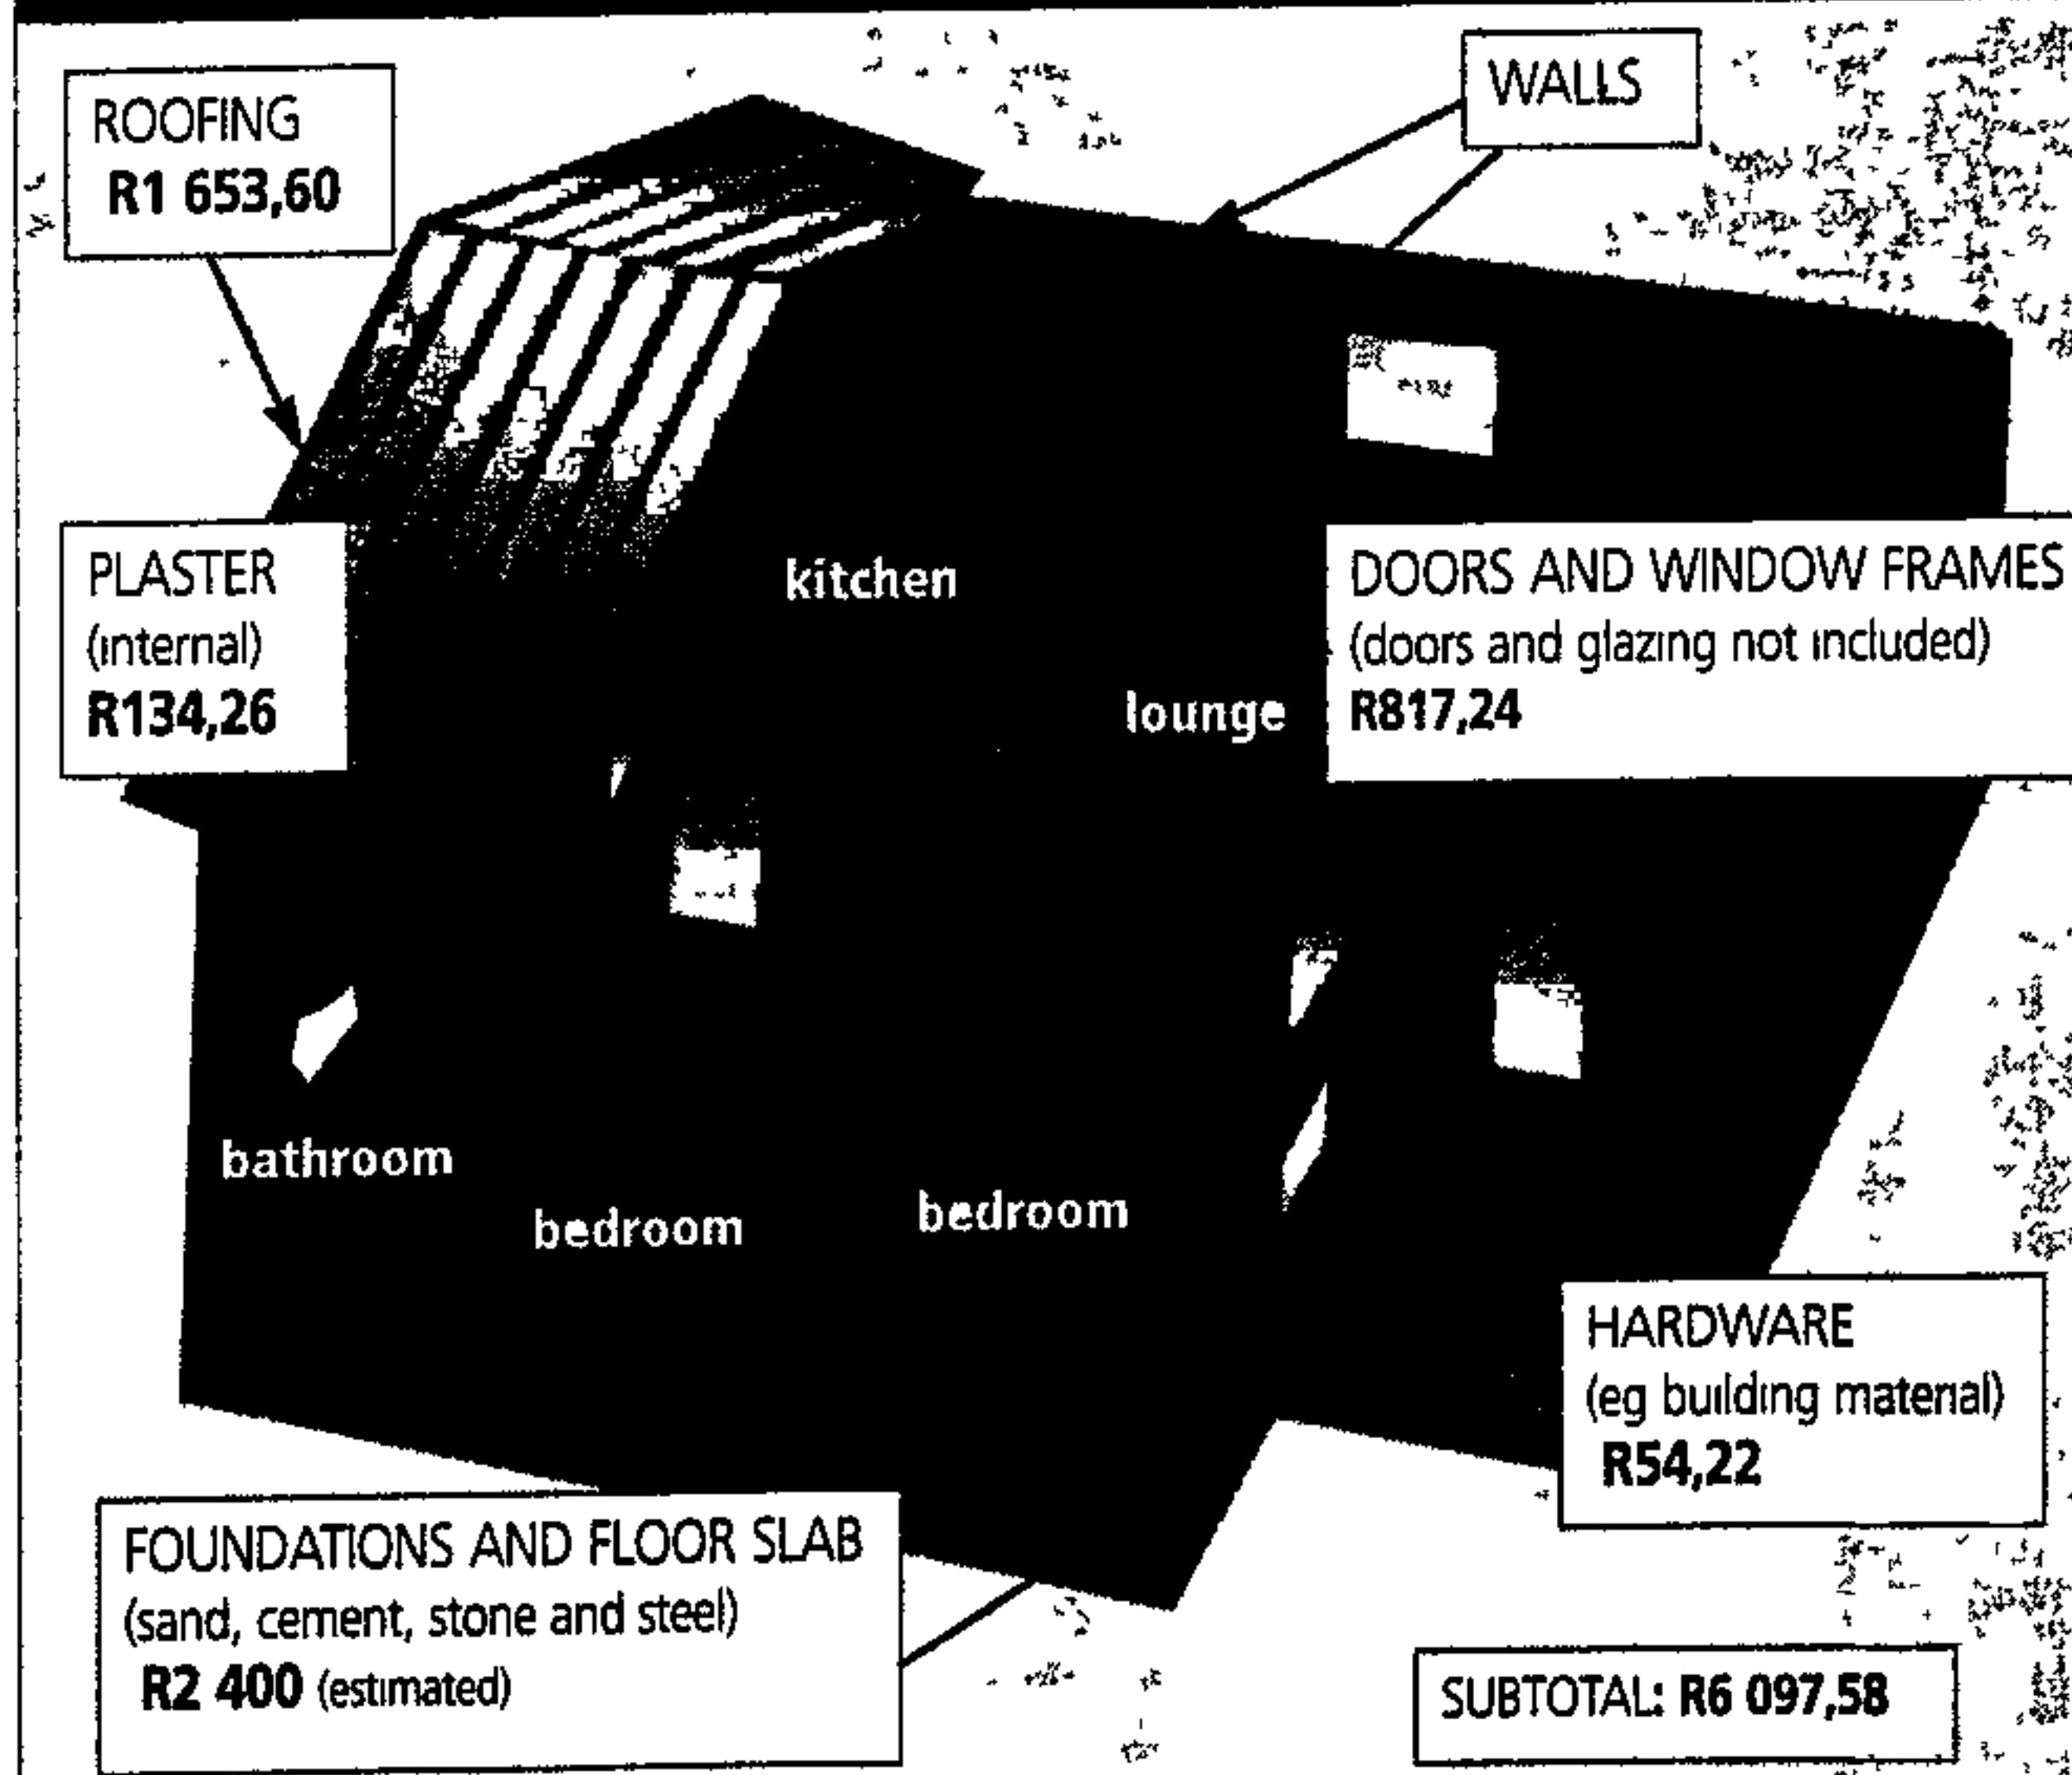 ROOFING
R1 653,60
WALLS
PLASTER
(internal)
R134,26
kitchen
lounge
DOORS AND WINDOW FRAMES
(doors and glazing not included)
R817,24
bathroom
bedroom
bedroom
HARDWARE
(eg building material)
R54,22
FOUNDATIONS AND FLOOR SLAB
(sand, cement, stone and steel)
R2 400 (estimated)
SUBTOTAL: R6 097,58